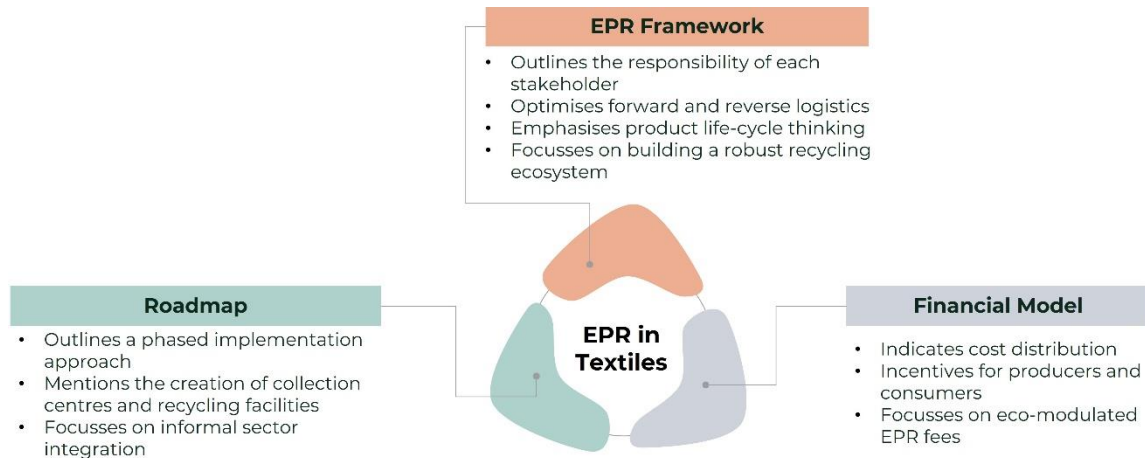 EPR Framework
• Outlines the responsibility of each
stakeholder
• Optimises forward and reverse logistics
• Emphasises product life-cycle thinking
• Focusses on building a robust recycling
ecosystem
Roadmap
• Outlines a phased implementation
approach
• Mentions the creation of collection
centres and recycling facilities
• Focusses on informal sector
integration
EPR in
Textiles
Financial Model
• Indicates cost distribution
• Incentives for producers and
consumers
• Focusses on eco-modulated
EPR fees